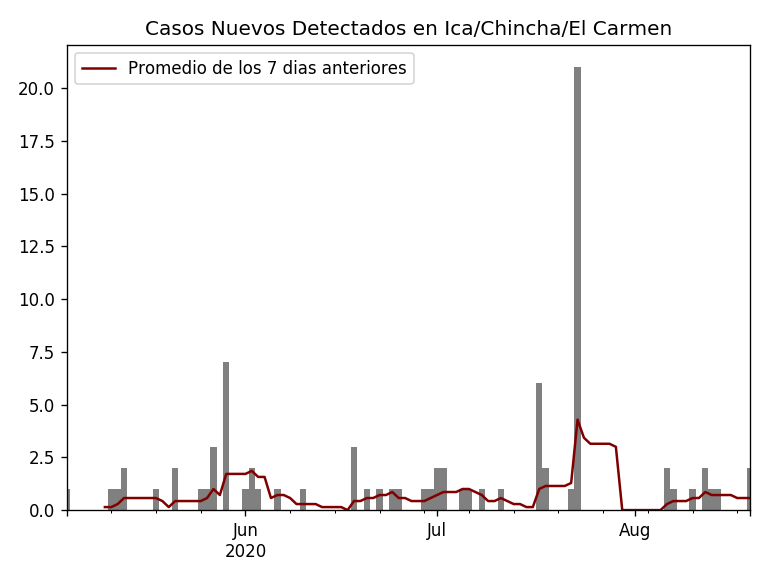 Casos Nuevos Detectados en Ica/Chincha/El Carmen
Promedio de los 7 dias anteriores
20.0
17.5
15.0
12.5
10.0
7.5
5.0
2.5
0.0
Jun
2020
Jul
Aug